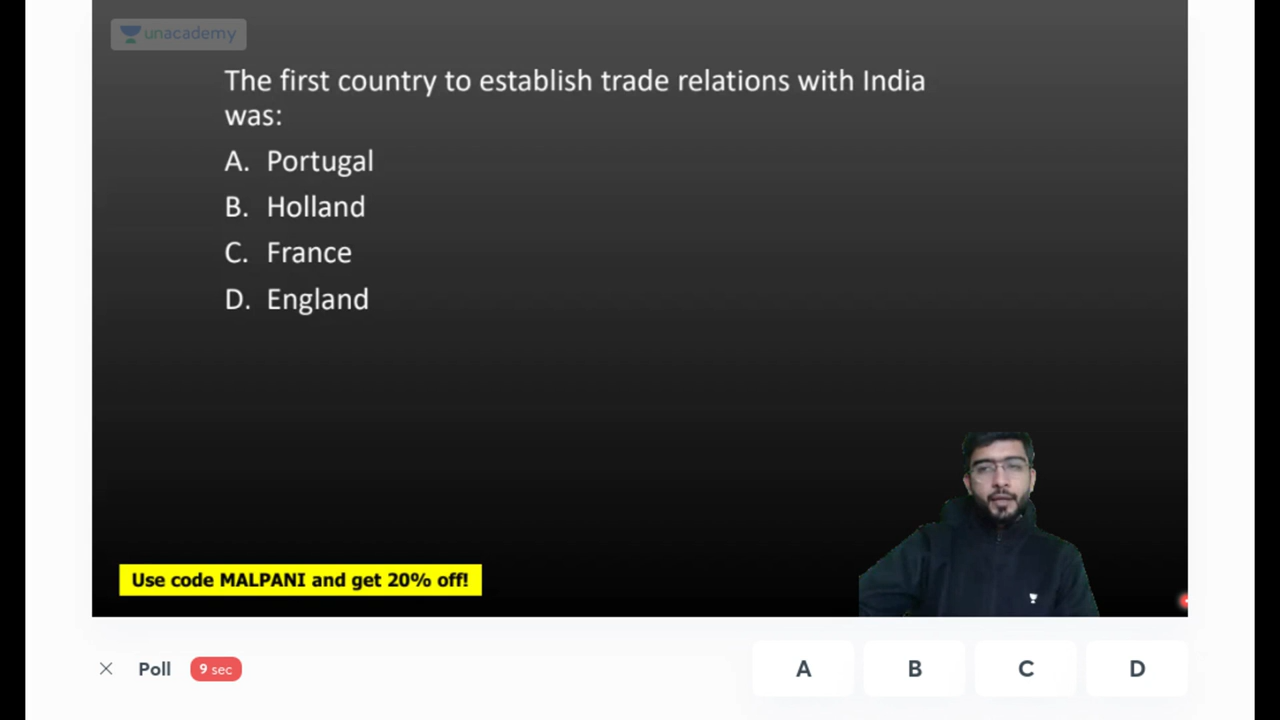 unacademy
The first country to establish trade relations with India
was:
A. Portugal
B. Holland
C. France
D. England
Use code MALPANI and get 20% off!
Poll
9 sec
A
B
C
D